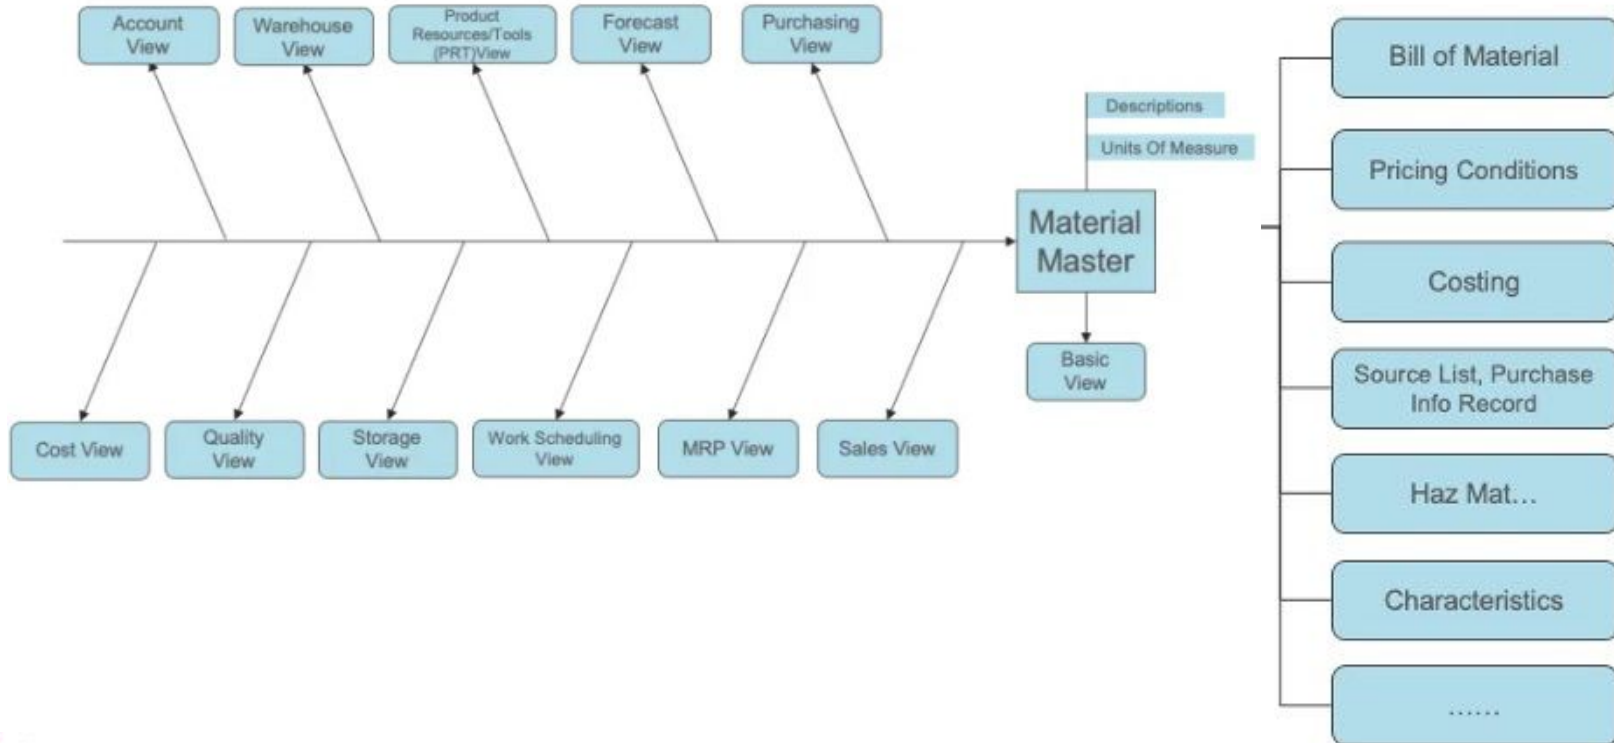 Account
View
Warehouse
View
Product
Resources/Tools
(PRT)View
Forecast
View
Purchasing
View
Descriptions
Units Of Measure
Material
Master
Basic
View
Cost View
Quality
View
Storage
View
Work Scheduling
View
MRP View
Sales View
Bill of Material
Pricing Conditions
Costing
Source List, Purchase
Info Record
Haz Mat...
Characteristics
......